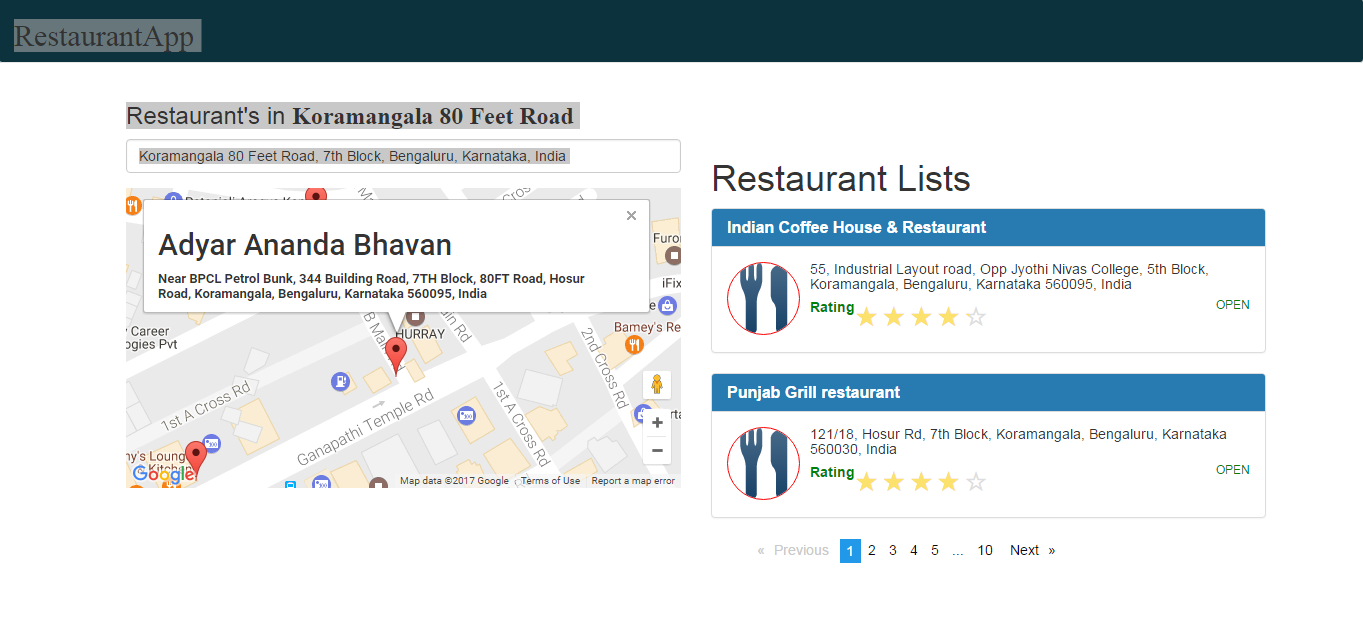 RestaurantApp
Restaurant's in Koramangala 80 Feet Road
Koramangala 80 Feet Road, 7th Block, Bengaluru, Karnataka, India
Adyar Ananda Bhavan
Near BPCL Petrol Bunk, 344 Building Road, 7TH Block, 80FT Road, Hosur
Road, Koramangala, Bengaluru, Karnataka 560095, India
Furor
iFix
Career
ogies Pvt
HURRAY
B Main
in Rd
Barney's Re
2nd Cross Rd
1st A Cross Rd
Ganapathi Temple Rd
1st A Cross Rd
ny's Loung
Kitchen
Google
Map data ©2017 Google
Terms of Use
Report a map error
Restaurant Lists
Indian Coffee House & Restaurant
55, Industrial Layout road, Opp Jyothi Nivas College, 5th Block,
Koramangala, Bengaluru, Karnataka 560095, India
Rating
OPEN
Punjab Grill restaurant
121/18, Hosur Rd, 7th Block, Koramangala, Bengaluru, Karnataka
560030, India
Rating
OPEN
« Previous 1 2 3 4 5 ... 10 Next »